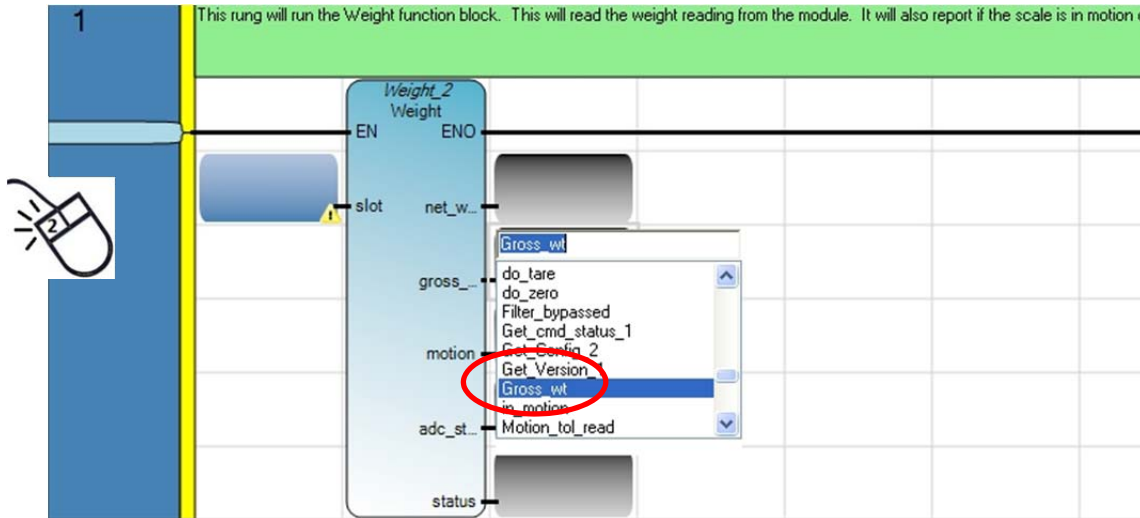 1
This rung will run the Weight function block. This will read the weight reading from the module. It will also report if the scale is in motion
Weight_2
Weight
EN ENO
slot net_w...
Gross_wt
gross_... do_tare
do_zero
Filter_bypassed
Get_cmd_status_1
motion Get_Config_2
Get_Version_1
Gross_wt
in_motion
adc_st... Motion_tol_read
status
2